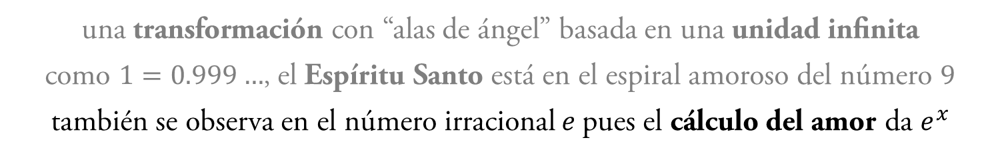 una transformación con “alas de ángel” basada en una unidad infinita
como 1 = 0.999 ..., el Espíritu Santo está en el espiral amoroso del número 9
también se observa en el número irracional e pues el cálculo del amor da eˣ